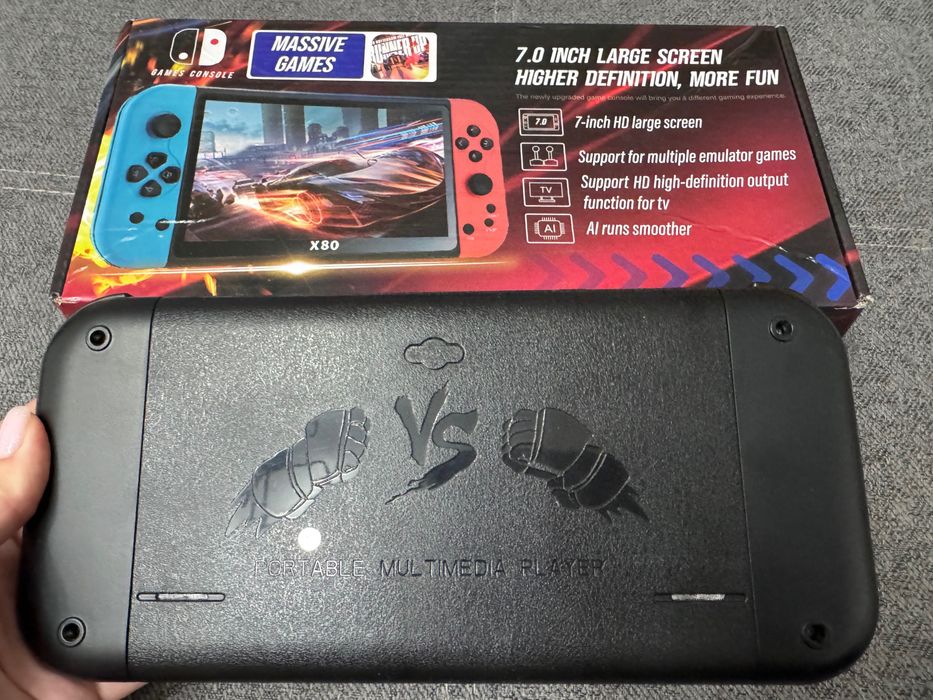 GAMES CONSOLE
MASSIVE
GAMES
7.0 INCH LARGE SCREEN
HIGHER DEFINITION, MORE FUN
The newly upgraded game console will bring you a different gaming experience.
7.0
7-inch HD large screen
Support for multiple emulator games
TV
Support HD high-definition output
function for tv
AI
AI runs smoother
X80
VS
PORTABLE MULTIMEDIA PLAYER